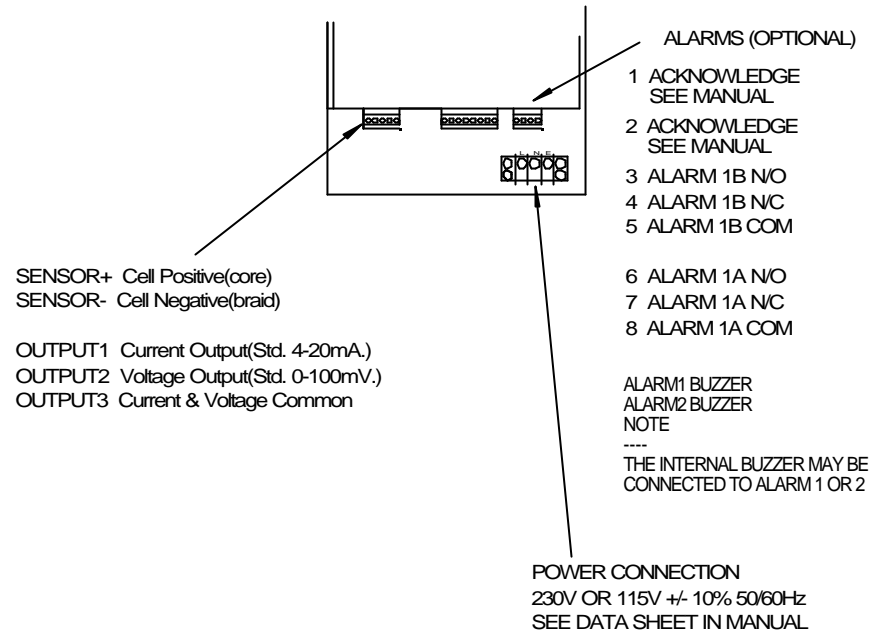 ALARMS (OPTIONAL)
1 ACKNOWLEDGE
SEE MANUAL
2 ACKNOWLEDGE
SEE MANUAL
3 ALARM 1B N/O
4 ALARM 1B N/C
5 ALARM 1B COM
6 ALARM 1A N/O
7 ALARM 1A N/C
8 ALARM 1A COM
ALARM1 BUZZER
ALARM2 BUZZER
NOTE
----
THE INTERNAL BUZZER MAY BE
CONNECTED TO ALARM 1 OR 2
L N E
SENSOR+ Cell Positive(core)
SENSOR- Cell Negative(braid)
OUTPUT1 Current Output(Std. 4-20mA.)
OUTPUT2 Voltage Output(Std. 0-100mV.)
OUTPUT3 Current & Voltage Common
POWER CONNECTION
230V OR 115V +/- 10% 50/60Hz
SEE DATA SHEET IN MANUAL